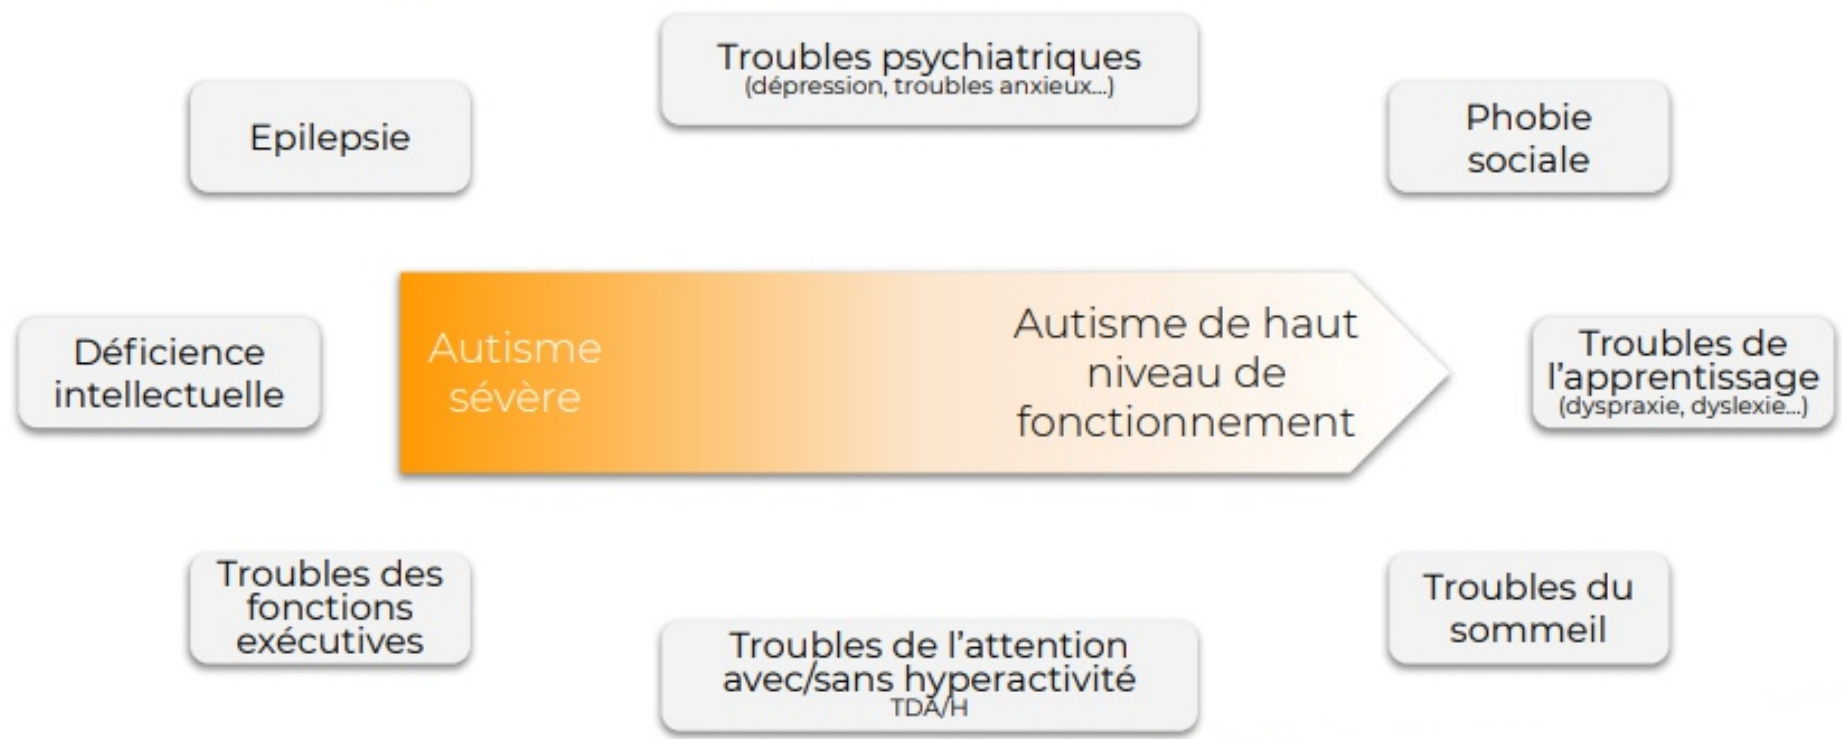 Troubles psychiatriques
(dépression, troubles anxieux...)
Epilepsie
Phobie
sociale
Déficience
intellectuelle
Autisme
sévère
Autisme de haut
niveau de
fonctionnement
Troubles de
l'apprentissage
(dyspraxie, dyslexie...)
Troubles des
fonctions
exécutives
Troubles de l'attention
avec/sans hyperactivité
TDA/H
Troubles du
sommeil